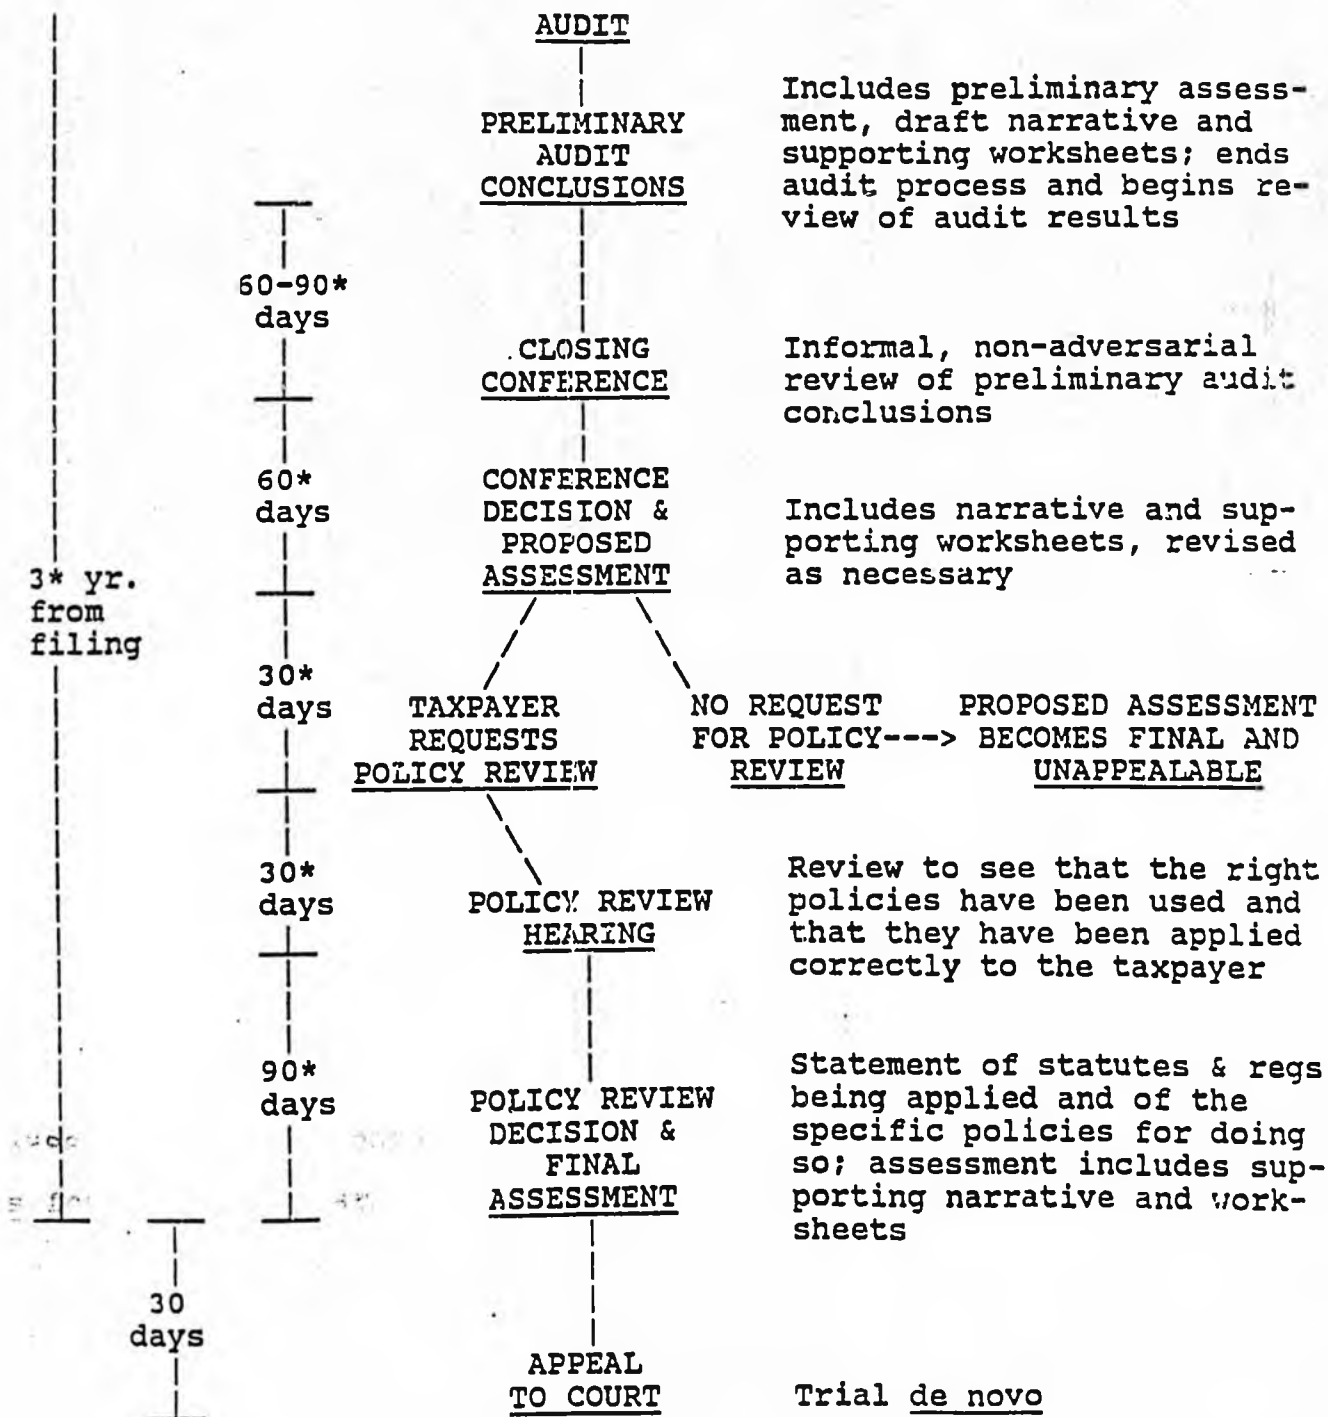 AUDIT
PRELIMINARY
AUDIT
CONCLUSIONS
Includes preliminary assess-
ment, draft narrative and
supporting worksheets; ends
audit process and begins re-
view of audit results
60-90*
days
.CLOSING
CONFERENCE
Informal, non-adversarial
review of preliminary audit
conclusions
60*
days
CONFERENCE
DECISION &
PROPOSED
ASSESSMENT
Includes narrative and sup-
porting worksheets, revised
as necessary
3* yr.
from
filing
30*
days
TAXPAYER
REQUESTS
POLICY REVIEW
NO REQUEST
FOR POLICY--->
REVIEW
PROPOSED ASSESSMENT
BECOMES FINAL AND
UNAPPEALABLE
30*
days
POLICY REVIEW
HEARING
Review to see that the right
policies have been used and
that they have been applied
correctly to the taxpayer
90*
days
POLICY REVIEW
DECISION &
FINAL
ASSESSMENT
Statement of statutes & regs
being applied and of the
specific policies for doing
so; assessment includes sup-
porting narrative and work-
sheets
30
days
APPEAL
TO COURT
Trial de novo